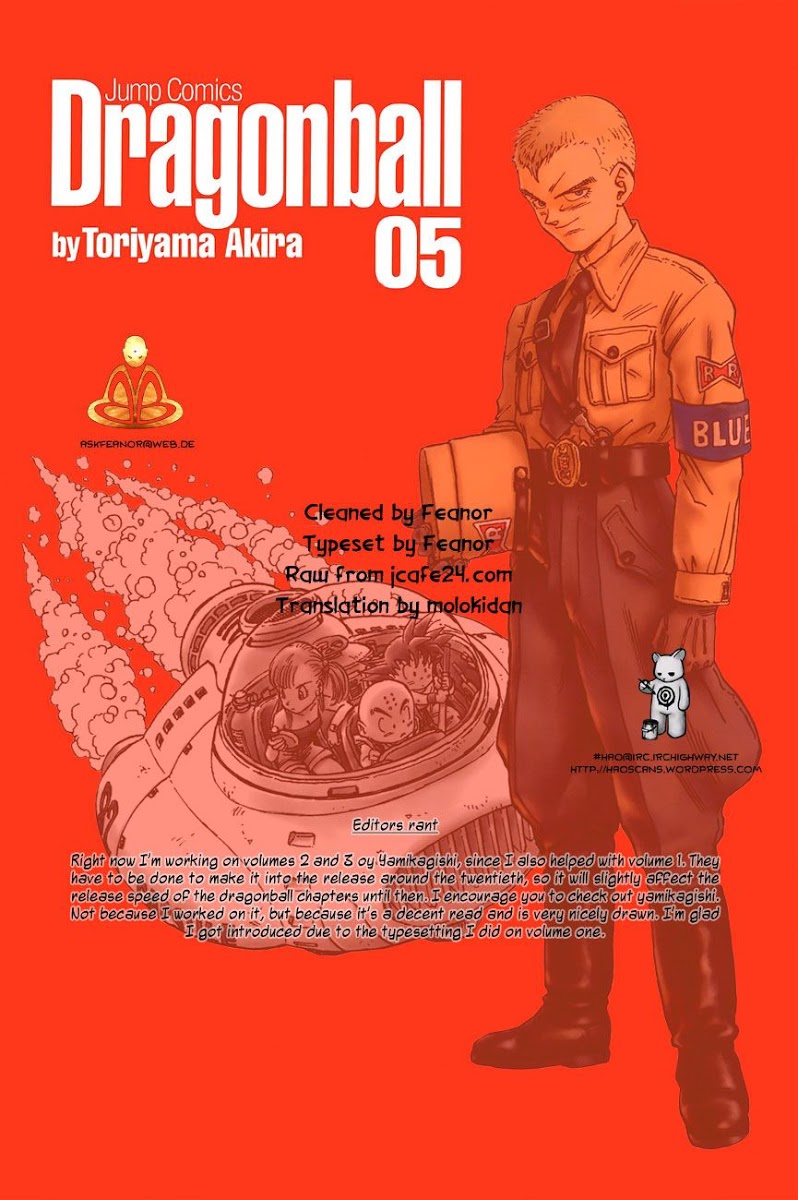 Jump Comics
Dragonball
by Toriyama Akira
05
R R
BLUE
ASKFEANOR@WEB.DE
Cleaned by Feanor
Typeset by Feanor
Raw from jcafe24.com
Translation by molokidan
#HAO@IRC.IRCHIGHWAY.NET
HTTP://HAOSCANS.WORDPRESS.COM
Editors rant
Right now I'm working on volumes 2 and 3 oy Yamikagishi, since I also helped with volume 1. They
have to be done to make it into the release around the twentieth, so it will slightly affect the
release speed of the dragonball chapters until then. I encourage you to check out yamikagishi.
Not because I worked on it, but because it's a decent read and is very nicely drawn. I'm glad
I got introduced due to the typesetting I did on volume one.